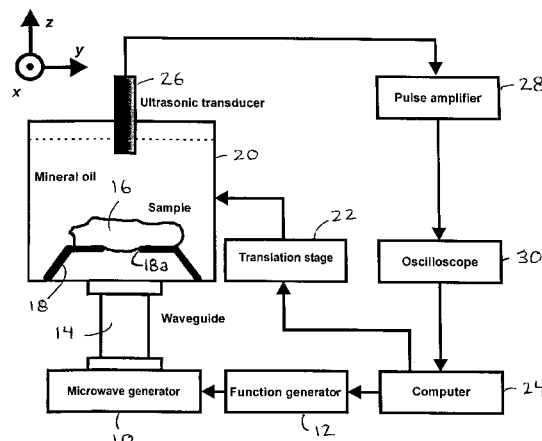 z
y
x
26
Ultrasonic transducer
Pulse amplifier
28
20
Mineral oil
16
Sample
22
18a
Translation stage
Oscilloscope
30
18
14
Waveguide
Microwave generator
Function generator
Computer
24
10
12